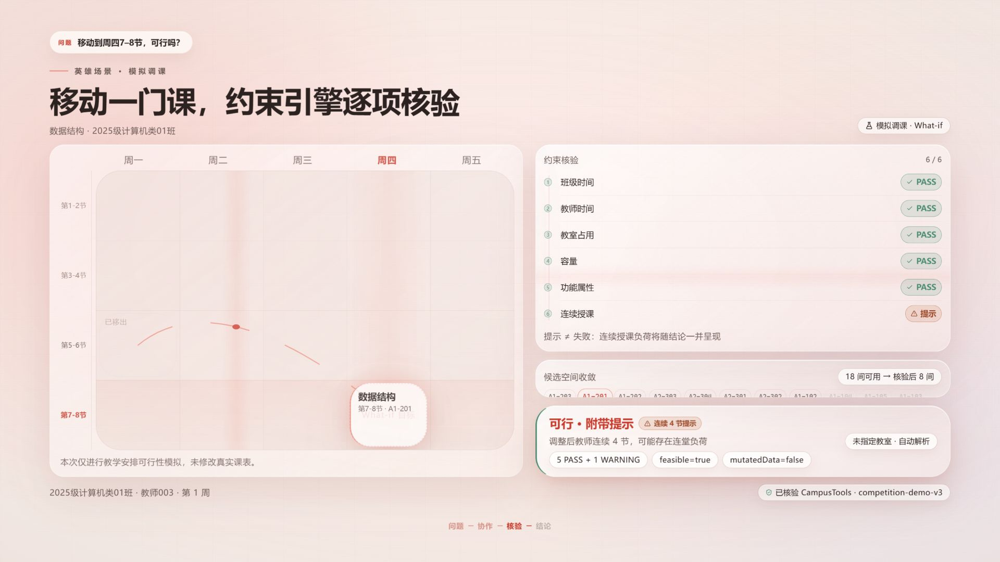 问题 移动到周四7–8节，可行吗？
英雄场景 • 模拟调课
移动一门课，约束引擎逐项核验
数据结构 · 2025级计算机类01班
模拟调课 · What-if
周一 周二 周三 周四 周五
第1-2节
第3-4节
已移出
第5-6节
第7-8节
数据结构
第7-8节 · A1-201
What-if 目标
本次仅进行教学安排可行性模拟，未修改真实课表。
约束核验 6 / 6
1 班级时间 PASS
2 教师时间 PASS
3 教室占用 PASS
4 容量 PASS
5 功能属性 PASS
6 连续授课 提示
提示 ≠ 失败：连续授课负荷将随结论一并呈现
候选空间收敛 18 间可用 → 核验后 8 间
A1-203 A1-201 A1-202 A2-303 A2-304 A2-301 A2-302 A1-102 A1-104 A1-105 A1-103
可行 • 附带提示 连续 4 节提示
调整后教师连续 4 节，可能存在连堂负荷
未指定教室 · 自动解析
5 PASS + 1 WARNING feasible=true mutatedData=false
2025级计算机类01班 · 教师003 · 第 1 周
已核验 CampusTools · competition-demo-v3
问题 — 协作 — 核验 — 结论